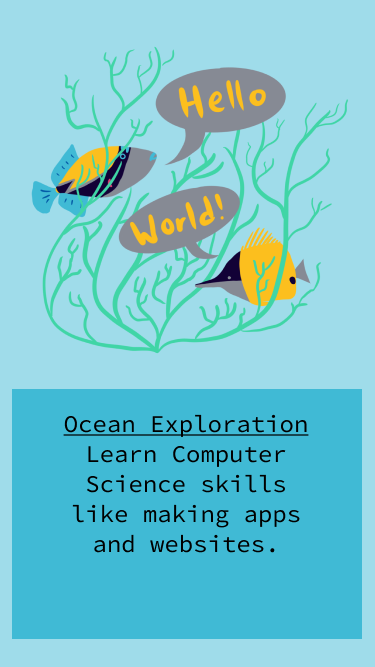 Hello
World!
Ocean Exploration
Learn Computer
Science skills
like making apps
and websites.